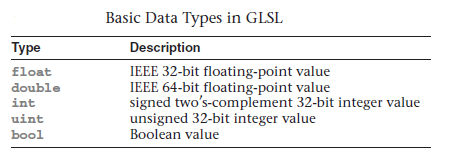 Basic Data Types in GLSL
Type Description
float IEEE 32-bit floating-point value
double IEEE 64-bit floating-point value
int signed two's-complement 32-bit integer value
uint unsigned 32-bit integer value
bool Boolean value